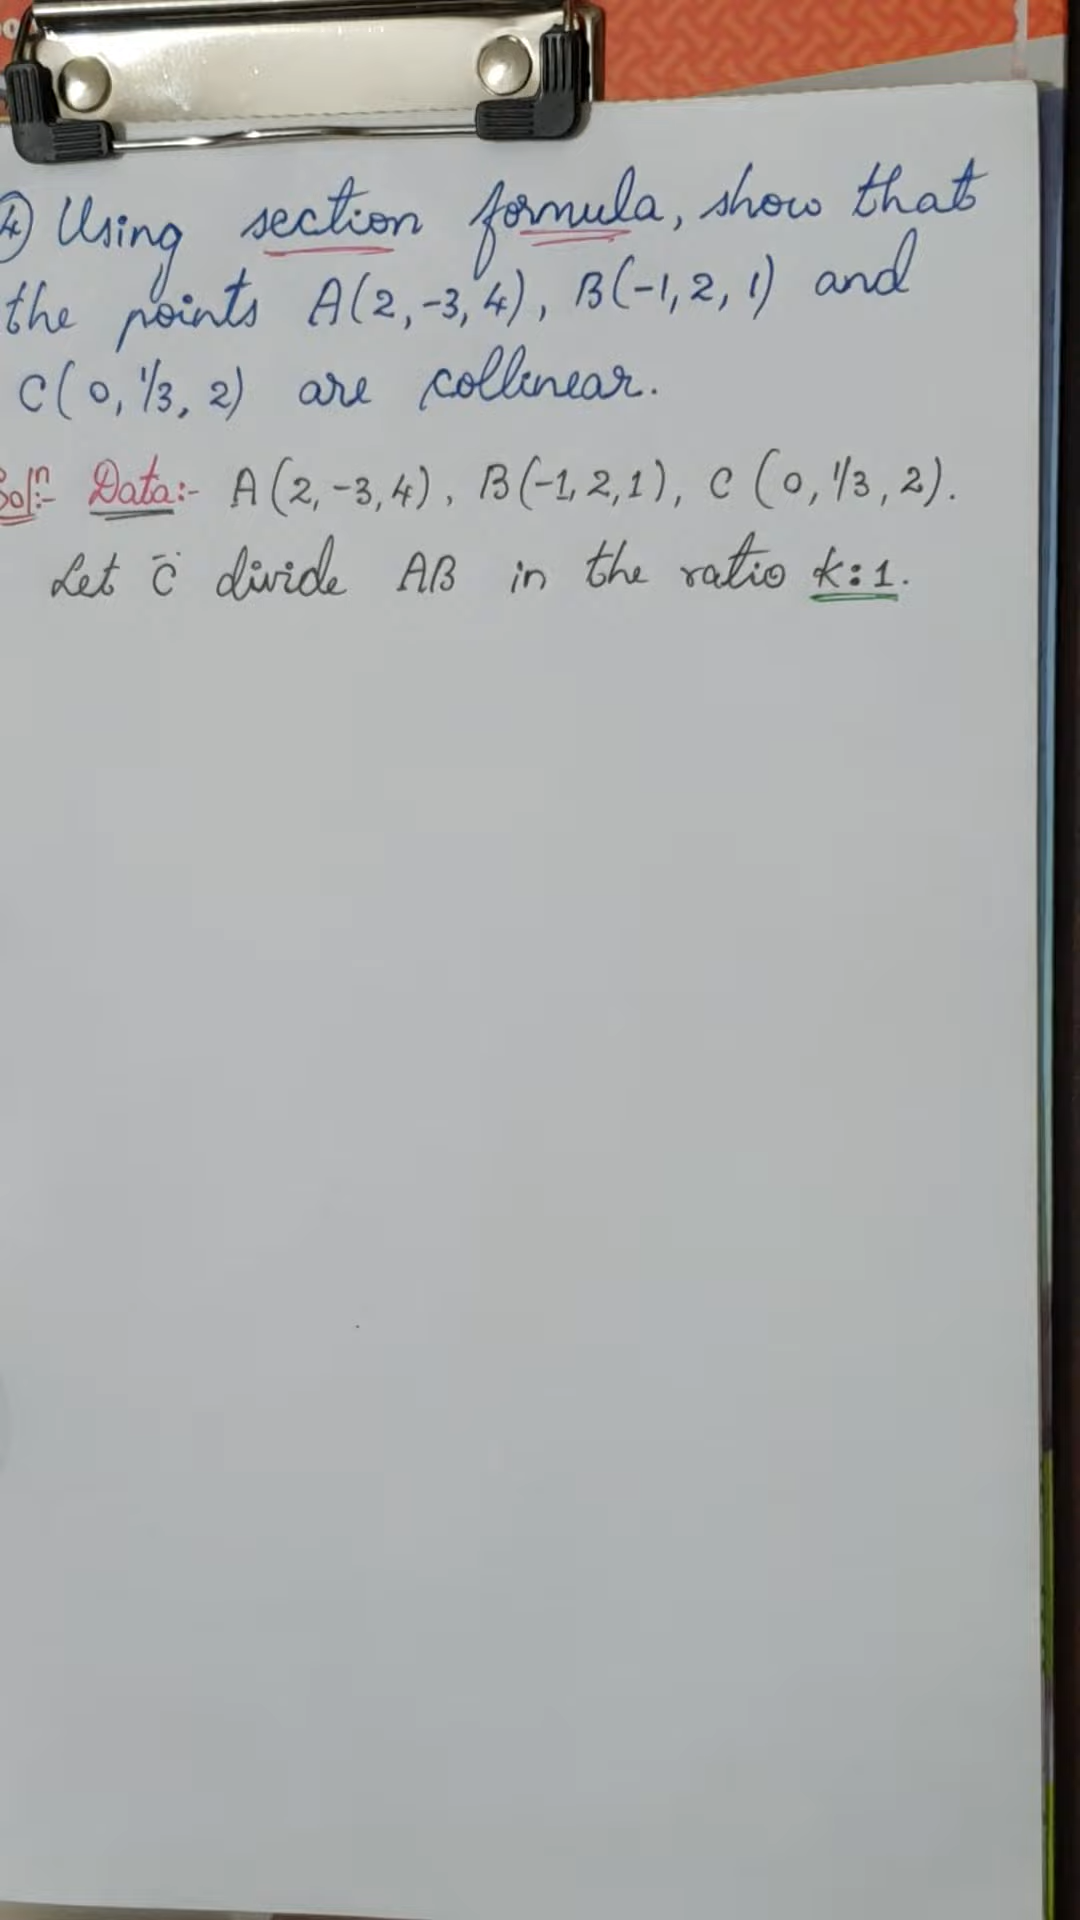 ④ Using section formula, show that
the points A(2,-3,4), B(-1,2,1) and
C(0,1/3,2) are collinear.
Solⁿ:- Data:- A(2,-3,4), B(-1,2,1), C(0,1/3,2).
Let C divide AB in the ratio k:1.